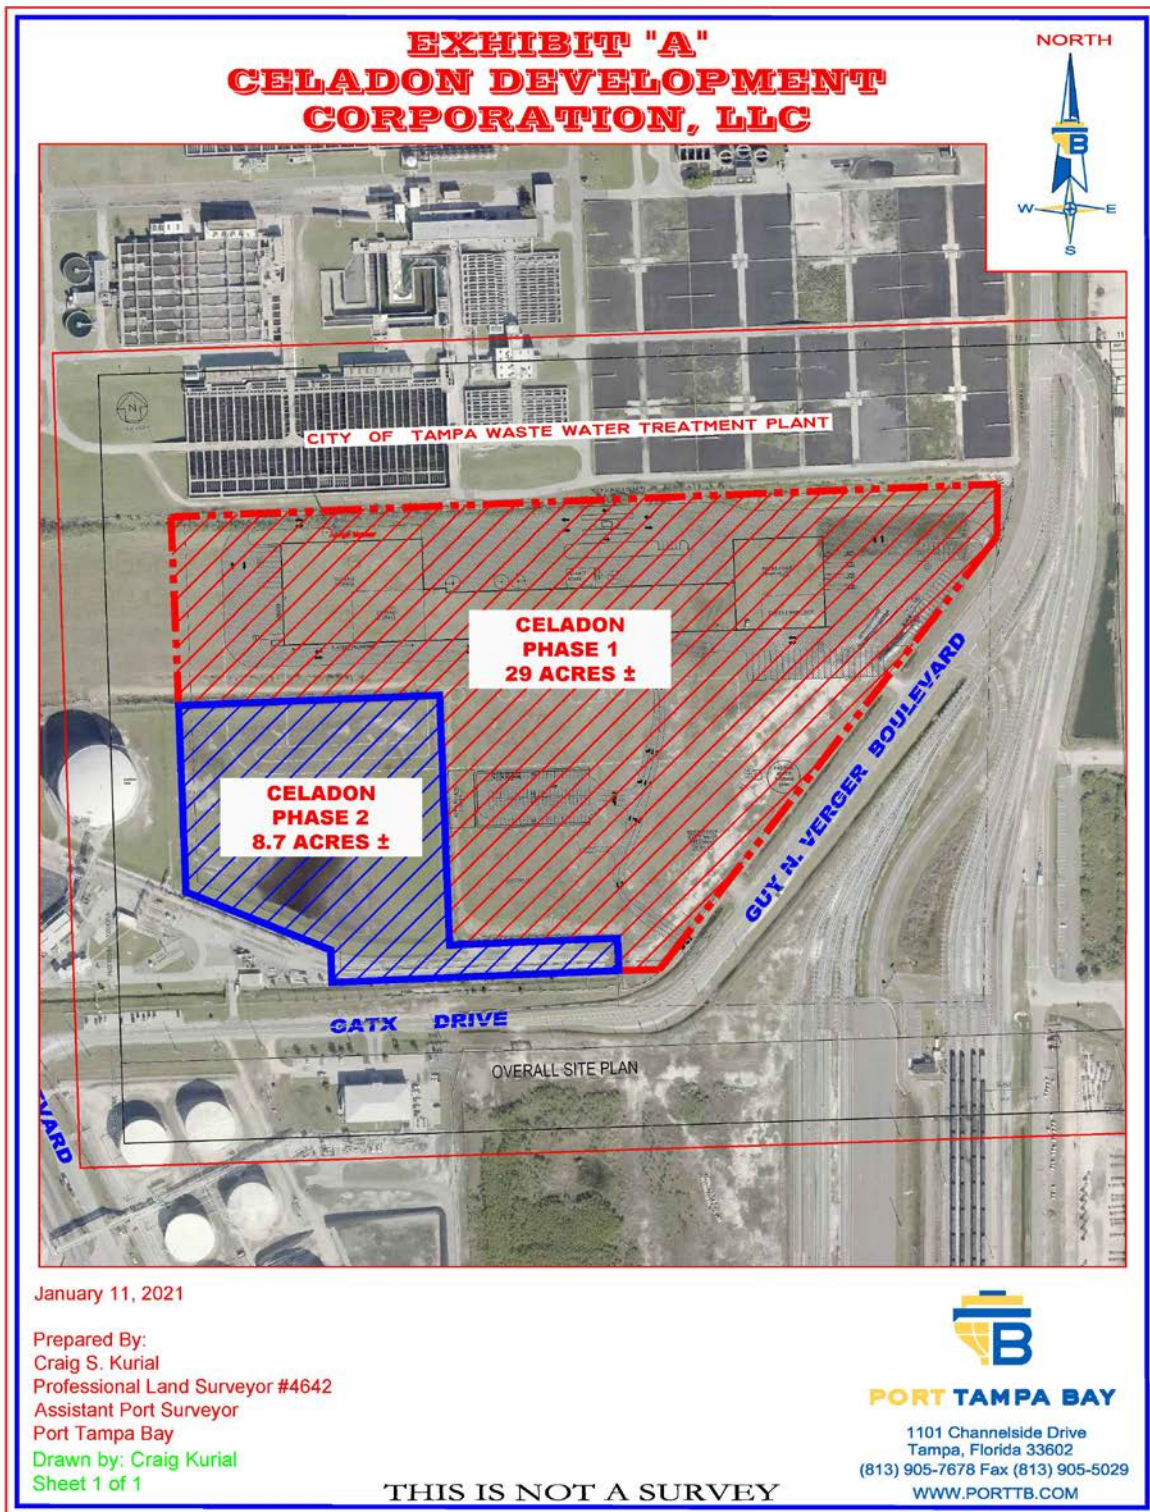 EXHIBIT "A"
CELADON DEVELOPMENT
CORPORATION, LLC
NORTH
B
W
E
S
N
CITY OF TAMPA WASTE WATER TREATMENT PLANT
CELADON
PHASE 1
29 ACRES ±
CELADON
PHASE 2
8.7 ACRES ±
GUY N. VERGER BOULEVARD
GATX DRIVE
OVERALL SITE PLAN
VARD
January 11, 2021
Prepared By:
Craig S. Kurial
Professional Land Surveyor #4642
Assistant Port Surveyor
Port Tampa Bay
Drawn by: Craig Kurial
Sheet 1 of 1
THIS IS NOT A SURVEY
B
PORT TAMPA BAY
1101 Channelside Drive
Tampa, Florida 33602
(813) 905-7678 Fax (813) 905-5029
WWW.PORTTB.COM